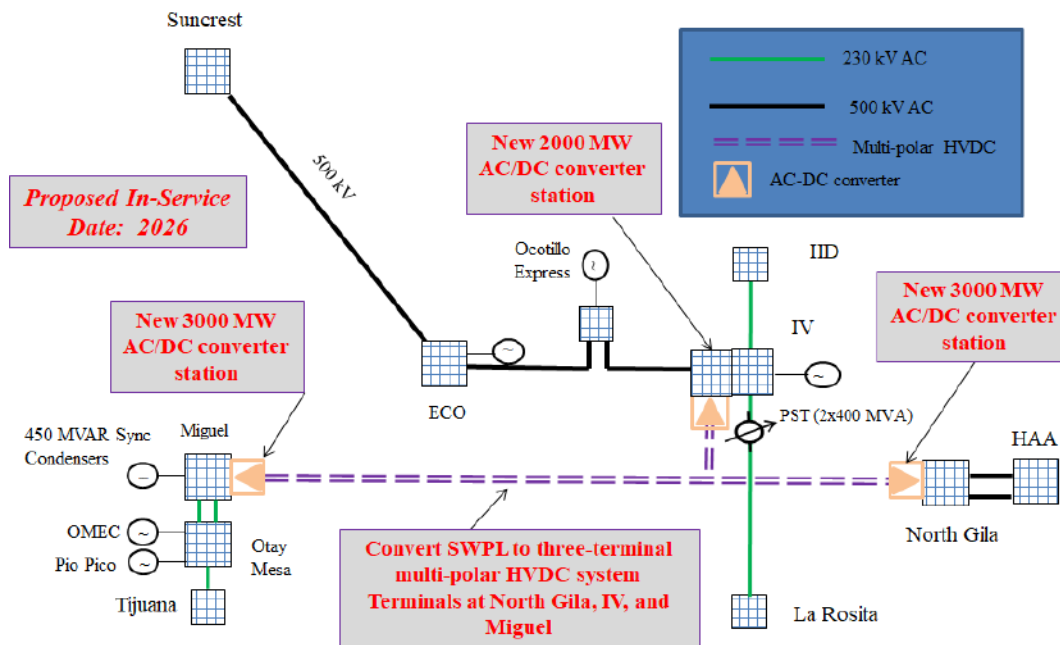 Suncrest
230 kV AC
500 kV AC
Multi-polar HVDC
AC-DC converter
New 2000 MW
AC/DC converter
station
500 kV
Proposed In-Service
Date: 2026
Ocotillo
Express
~
IID
New 3000 MW
AC/DC converter
station
New 3000 MW
AC/DC converter
station
IV
~
~
ECO
PST (2x400 MVA)
450 MVAR Sync
Condensers
Miguel
HAA
~
OMEC
~
Pio Pico
~
Otay
Mesa
North Gila
Convert SWPL to three-terminal
multi-polar HVDC system
Terminals at North Gila, IV, and
Miguel
Tijuana
La Rosita